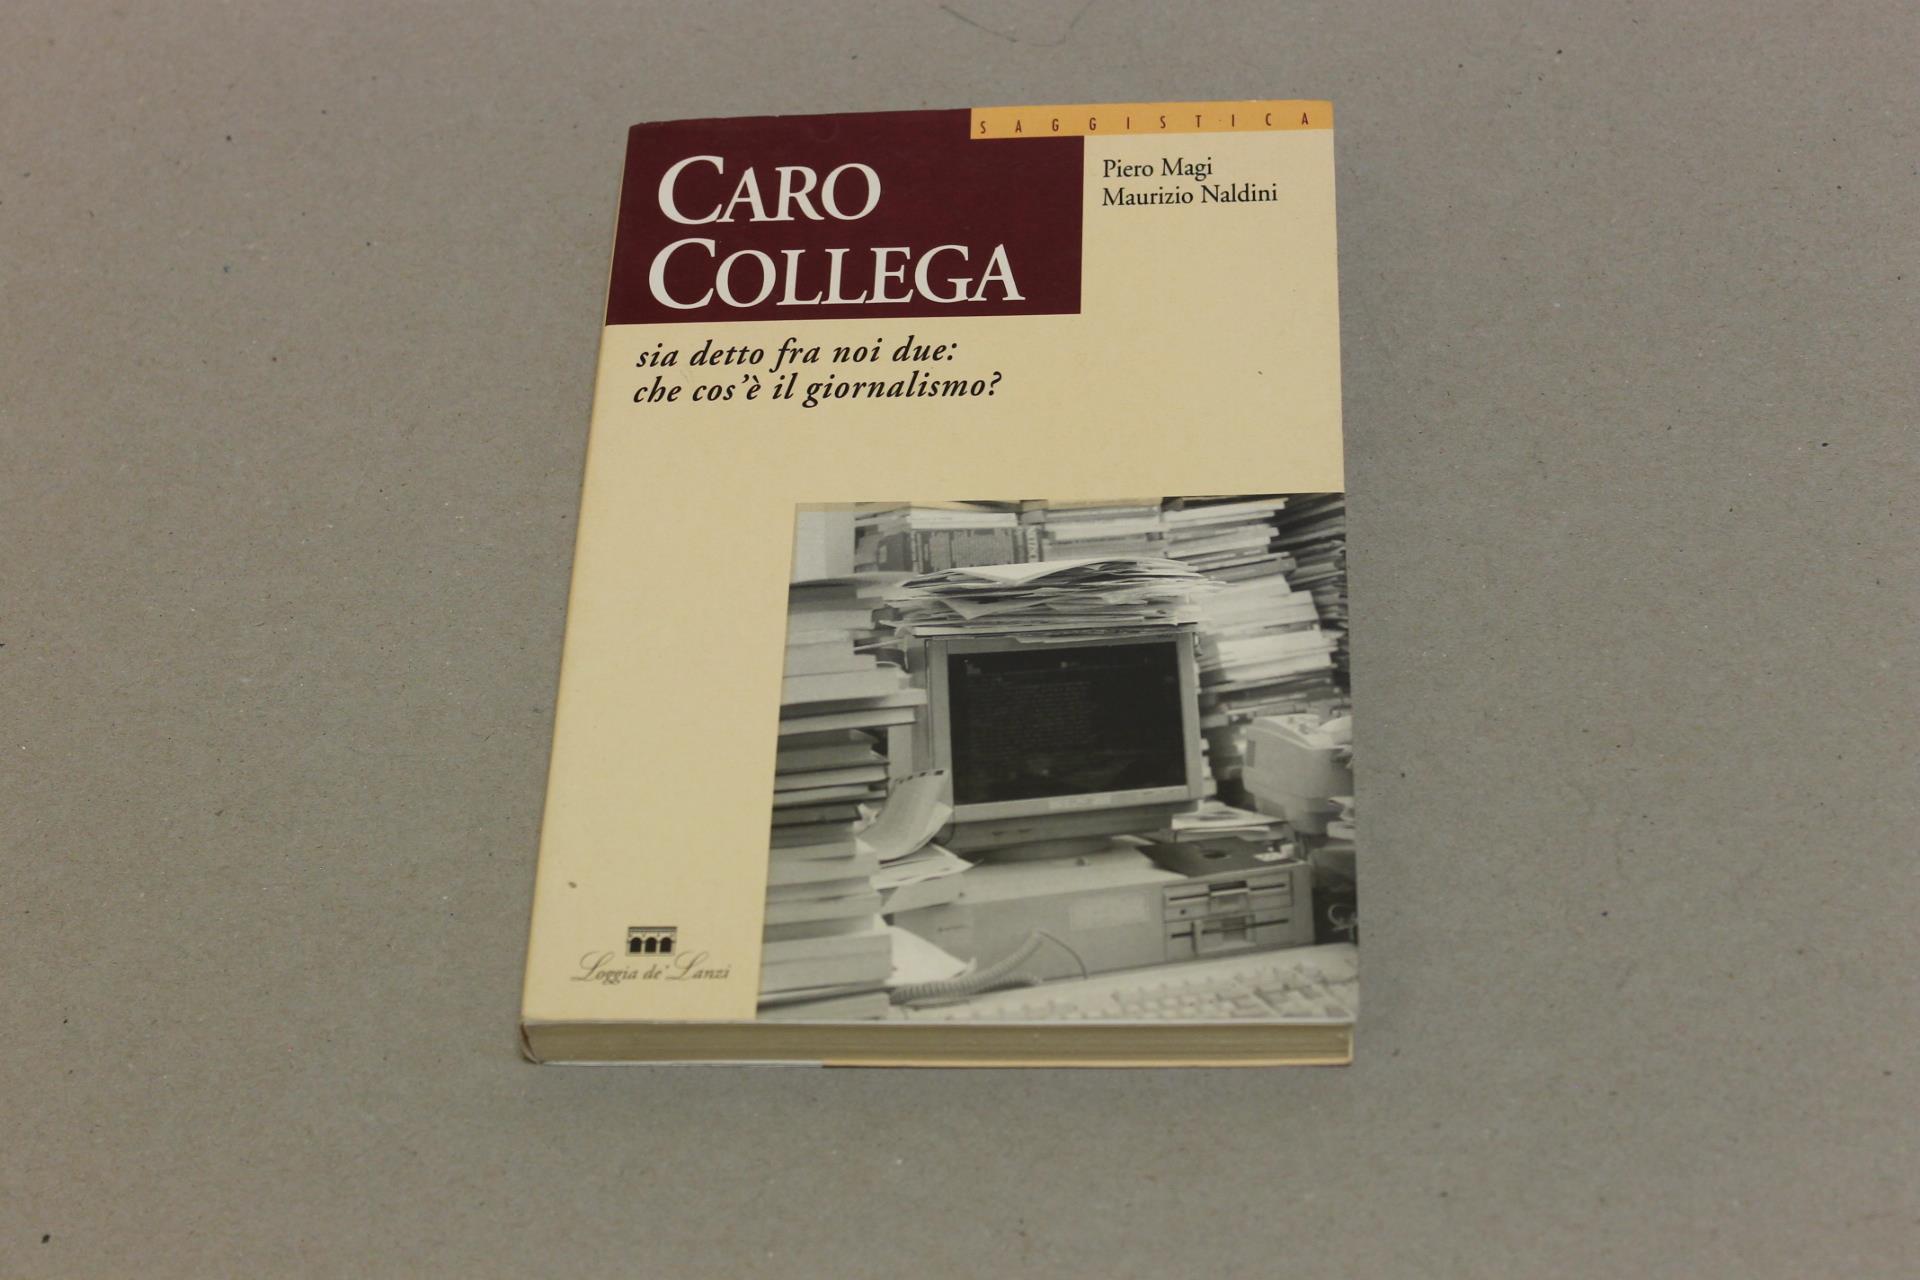 SAGGISTICA
CARO
COLLEGA
Piero Magi
Maurizio Naldini
sia detto fra noi due:
che cos'è il giornalismo?
Loggia de' Lanzi